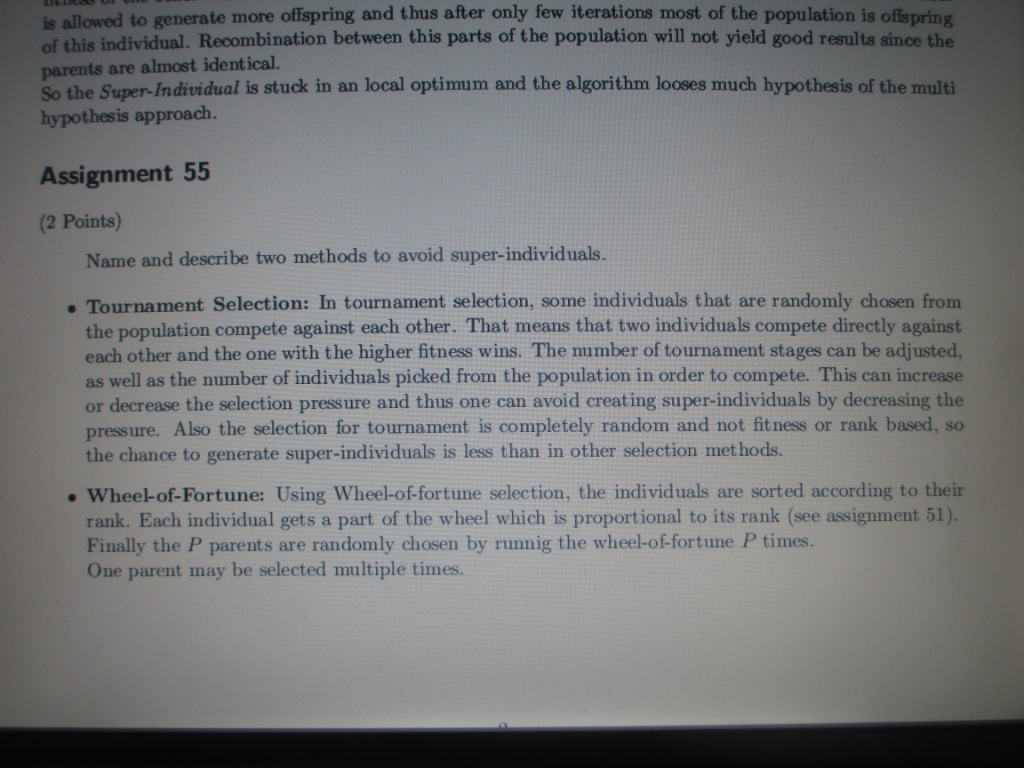 is allowed to generate more offspring and thus after only few iterations most of the population is offspring
of this individual. Recombination between this parts of the population will not yield good results since the
parents are almost identical.
So the Super-Individual is stuck in an local optimum and the algorithm looses much hypothesis of the multi
hypothesis approach.
Assignment 55
(2 Points)
Name and describe two methods to avoid super-individuals.
• Tournament Selection: In tournament selection, some individuals that are randomly chosen from
the population compete against each other. That means that two individuals compete directly against
each other and the one with the higher fitness wins. The number of tournament stages can be adjusted,
as well as the number of individuals picked from the population in order to compete. This can increase
or decrease the selection pressure and thus one can avoid creating super-individuals by decreasing the
pressure. Also the selection for tournament is completely random and not fitness or rank based, so
the chance to generate super-individuals is less than in other selection methods.
• Wheel-of-Fortune: Using Wheel-of-fortune selection, the individuals are sorted according to their
rank. Each individual gets a part of the wheel which is proportional to its rank (see assignment 51).
Finally the P parents are randomly chosen by runnig the wheel-of-fortune P times.
One parent may be selected multiple times.